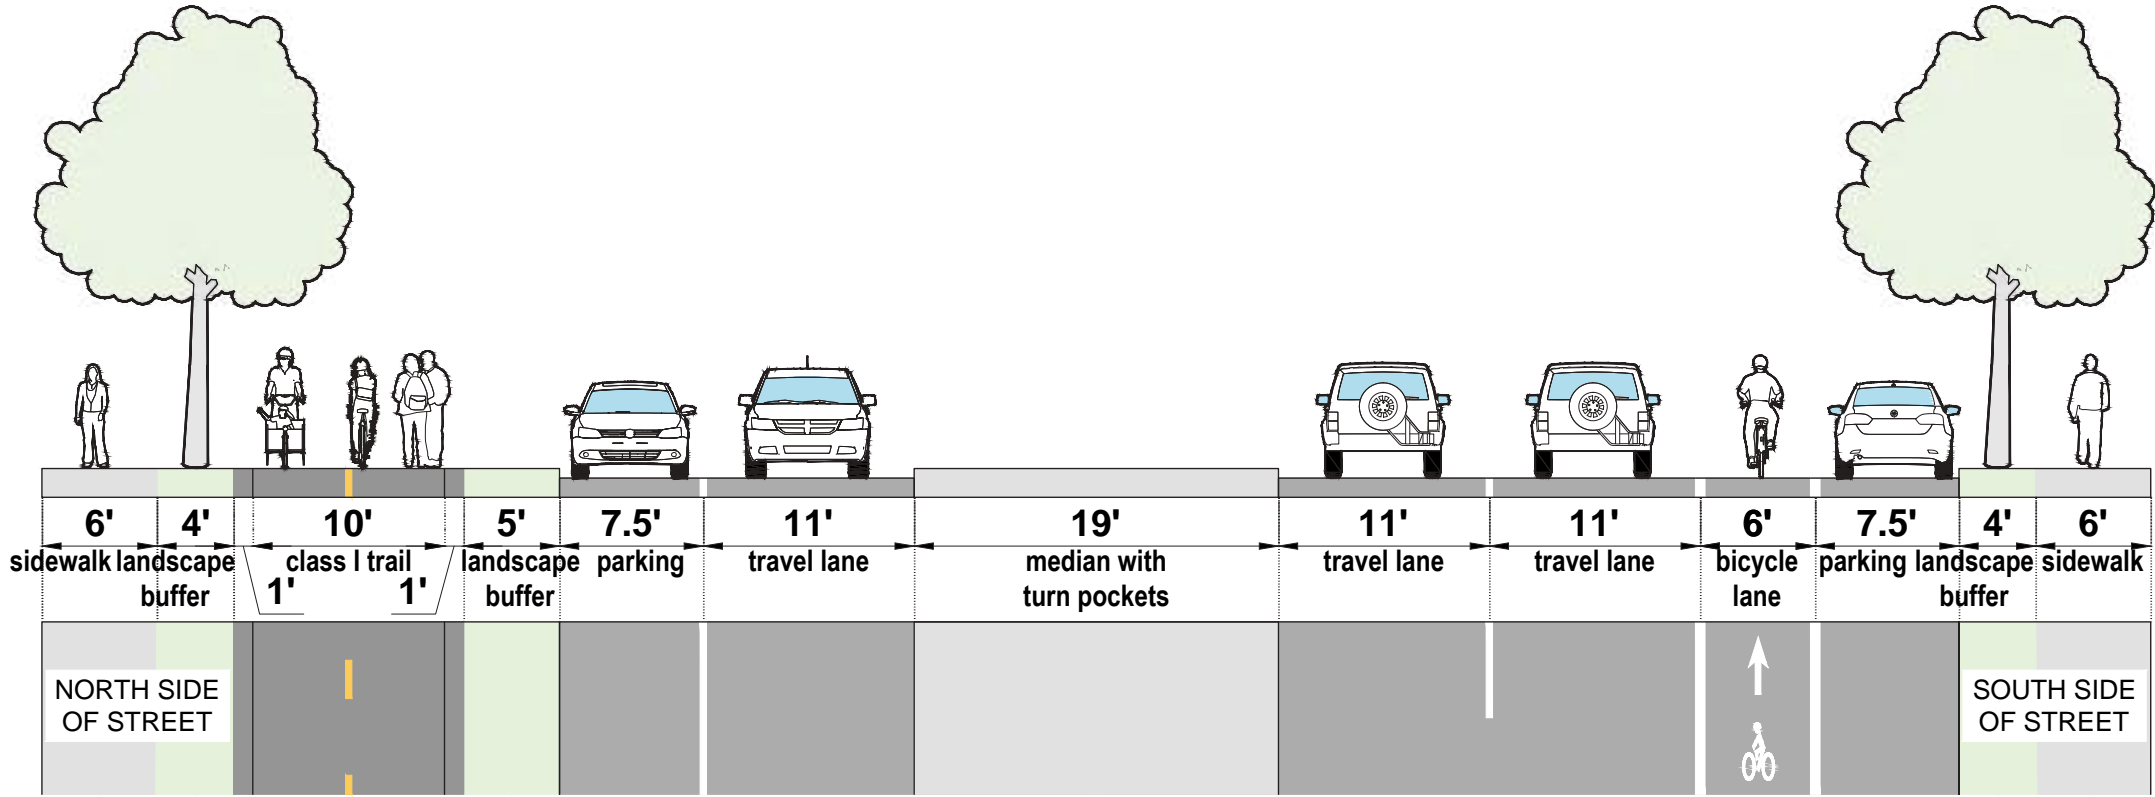 6' 4' 10' 5' 7.5' 11' 19' 11' 11' 6' 7.5' 4' 6'
sidewalk landscape class I trail landscape parking travel lane median with travel lane travel lane bicycle parking landscape sidewalk
buffer 1' 1' buffer turn pockets lane buffer
NORTH SIDE
OF STREET
SOUTH SIDE
OF STREET